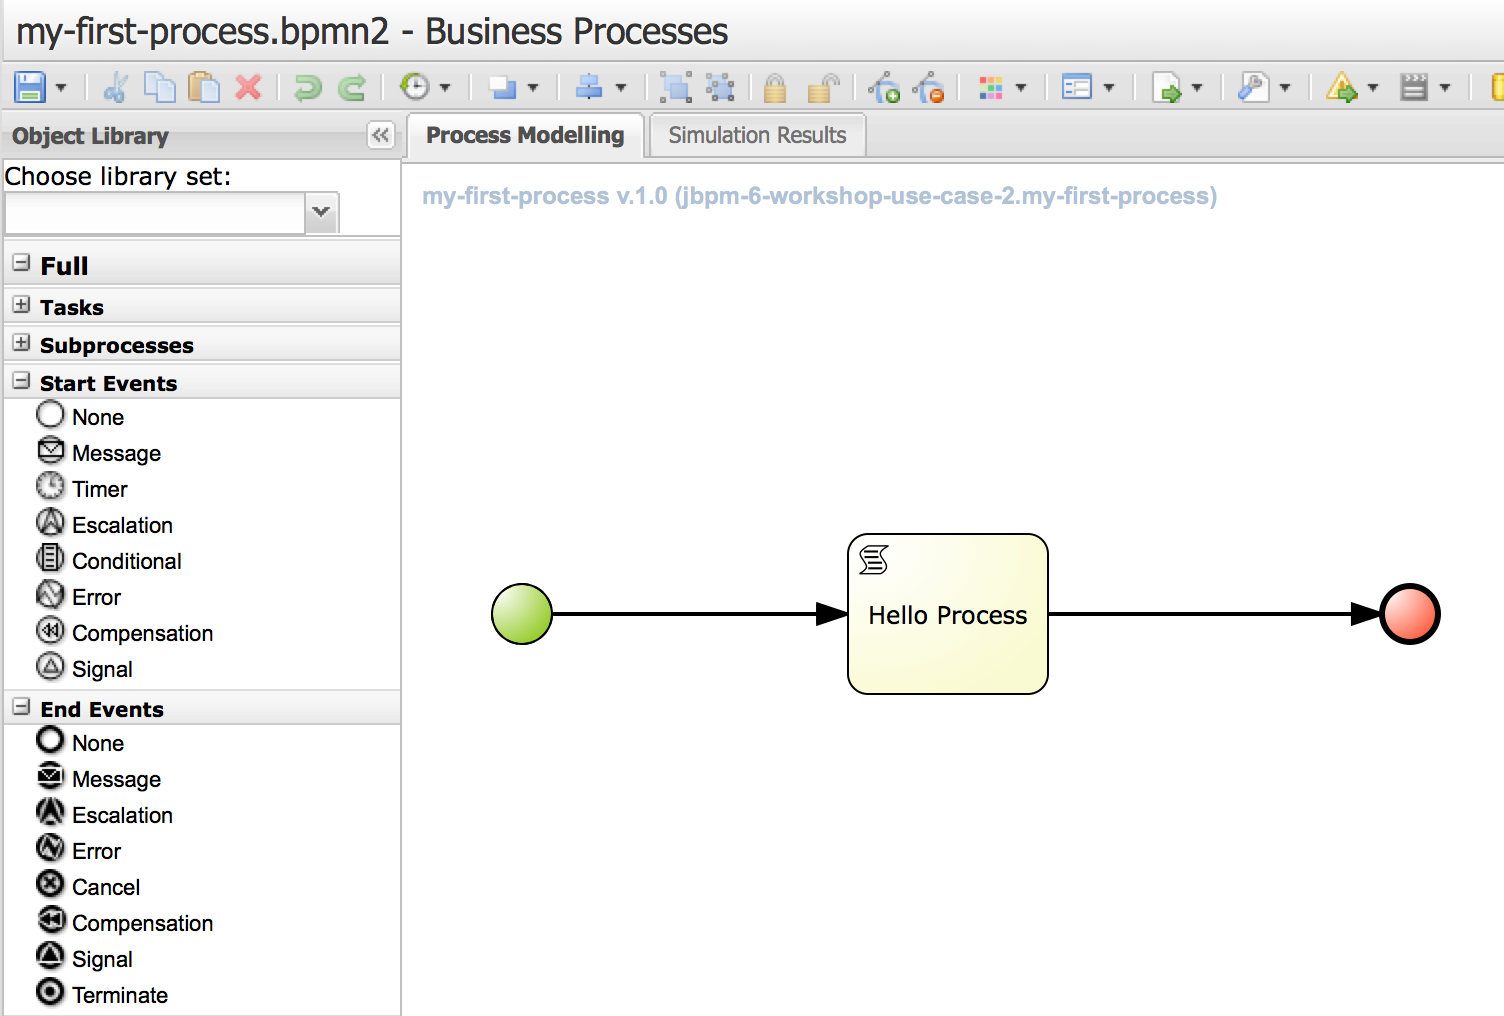 my-first-process.bpmn2 - Business Processes
Object Library
Process Modelling
Simulation Results
Choose library set:
my-first-process v.1.0 (jbpm-6-workshop-use-case-2.my-first-process)
Full
Tasks
Subprocesses
Start Events
None
Message
Timer
Escalation
Conditional
Error
Compensation
Signal
End Events
None
Message
Escalation
Error
Cancel
Compensation
Signal
Terminate
Hello Process